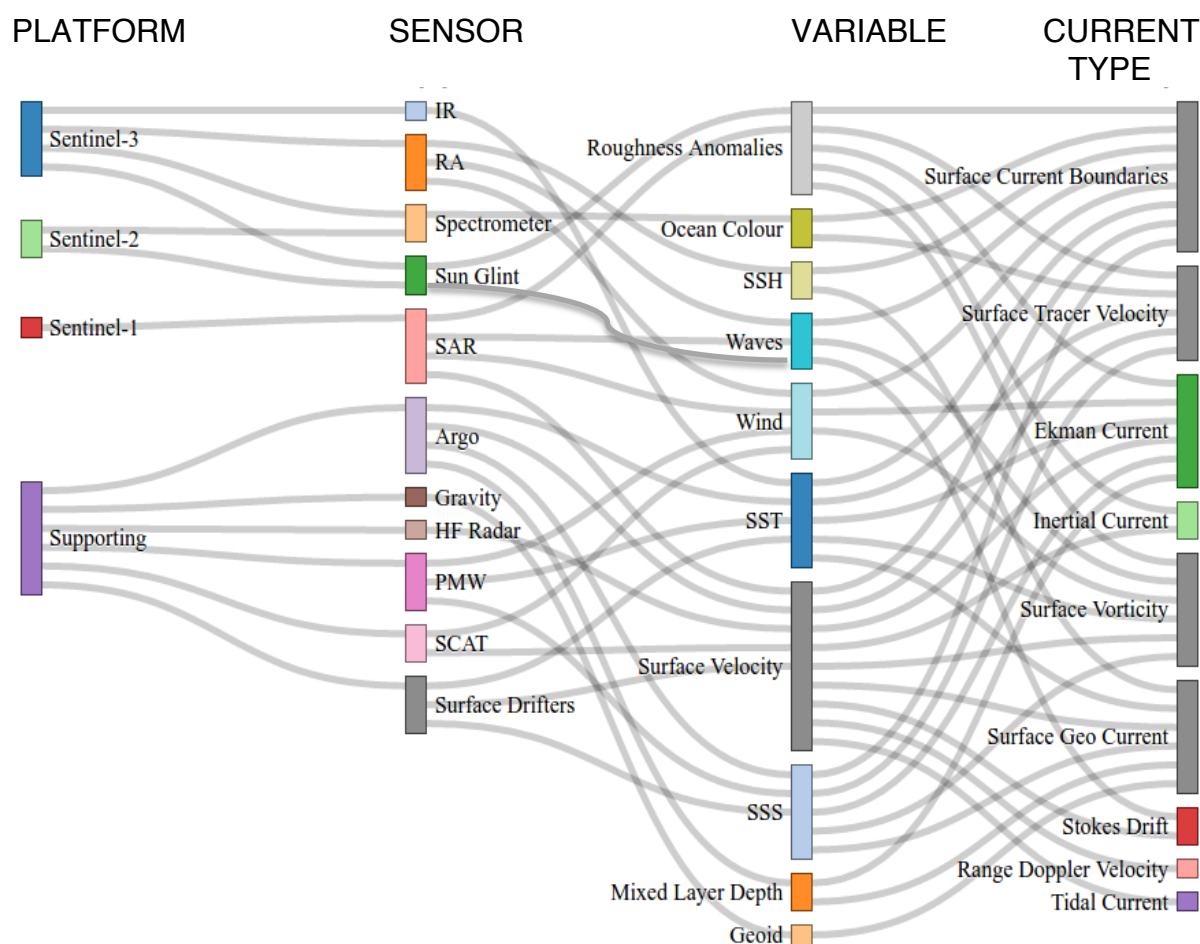 PLATFORM
SENSOR
VARIABLE
CURRENT
TYPE
Sentinel-3
Sentinel-2
Sentinel-1
Supporting
IR
RA
Spectrometer
Sun Glint
SAR
Argo
Gravity
HF Radar
PMW
SCAT
Surface Drifters
Roughness Anomalies
Ocean Colour
SSH
Waves
Wind
SST
Surface Velocity
SSS
Mixed Layer Depth
Geoid
Surface Current Boundaries
Surface Tracer Velocity
Ekman Current
Inertial Current
Surface Vorticity
Surface Geo Current
Stokes Drift
Range Doppler Velocity
Tidal Current